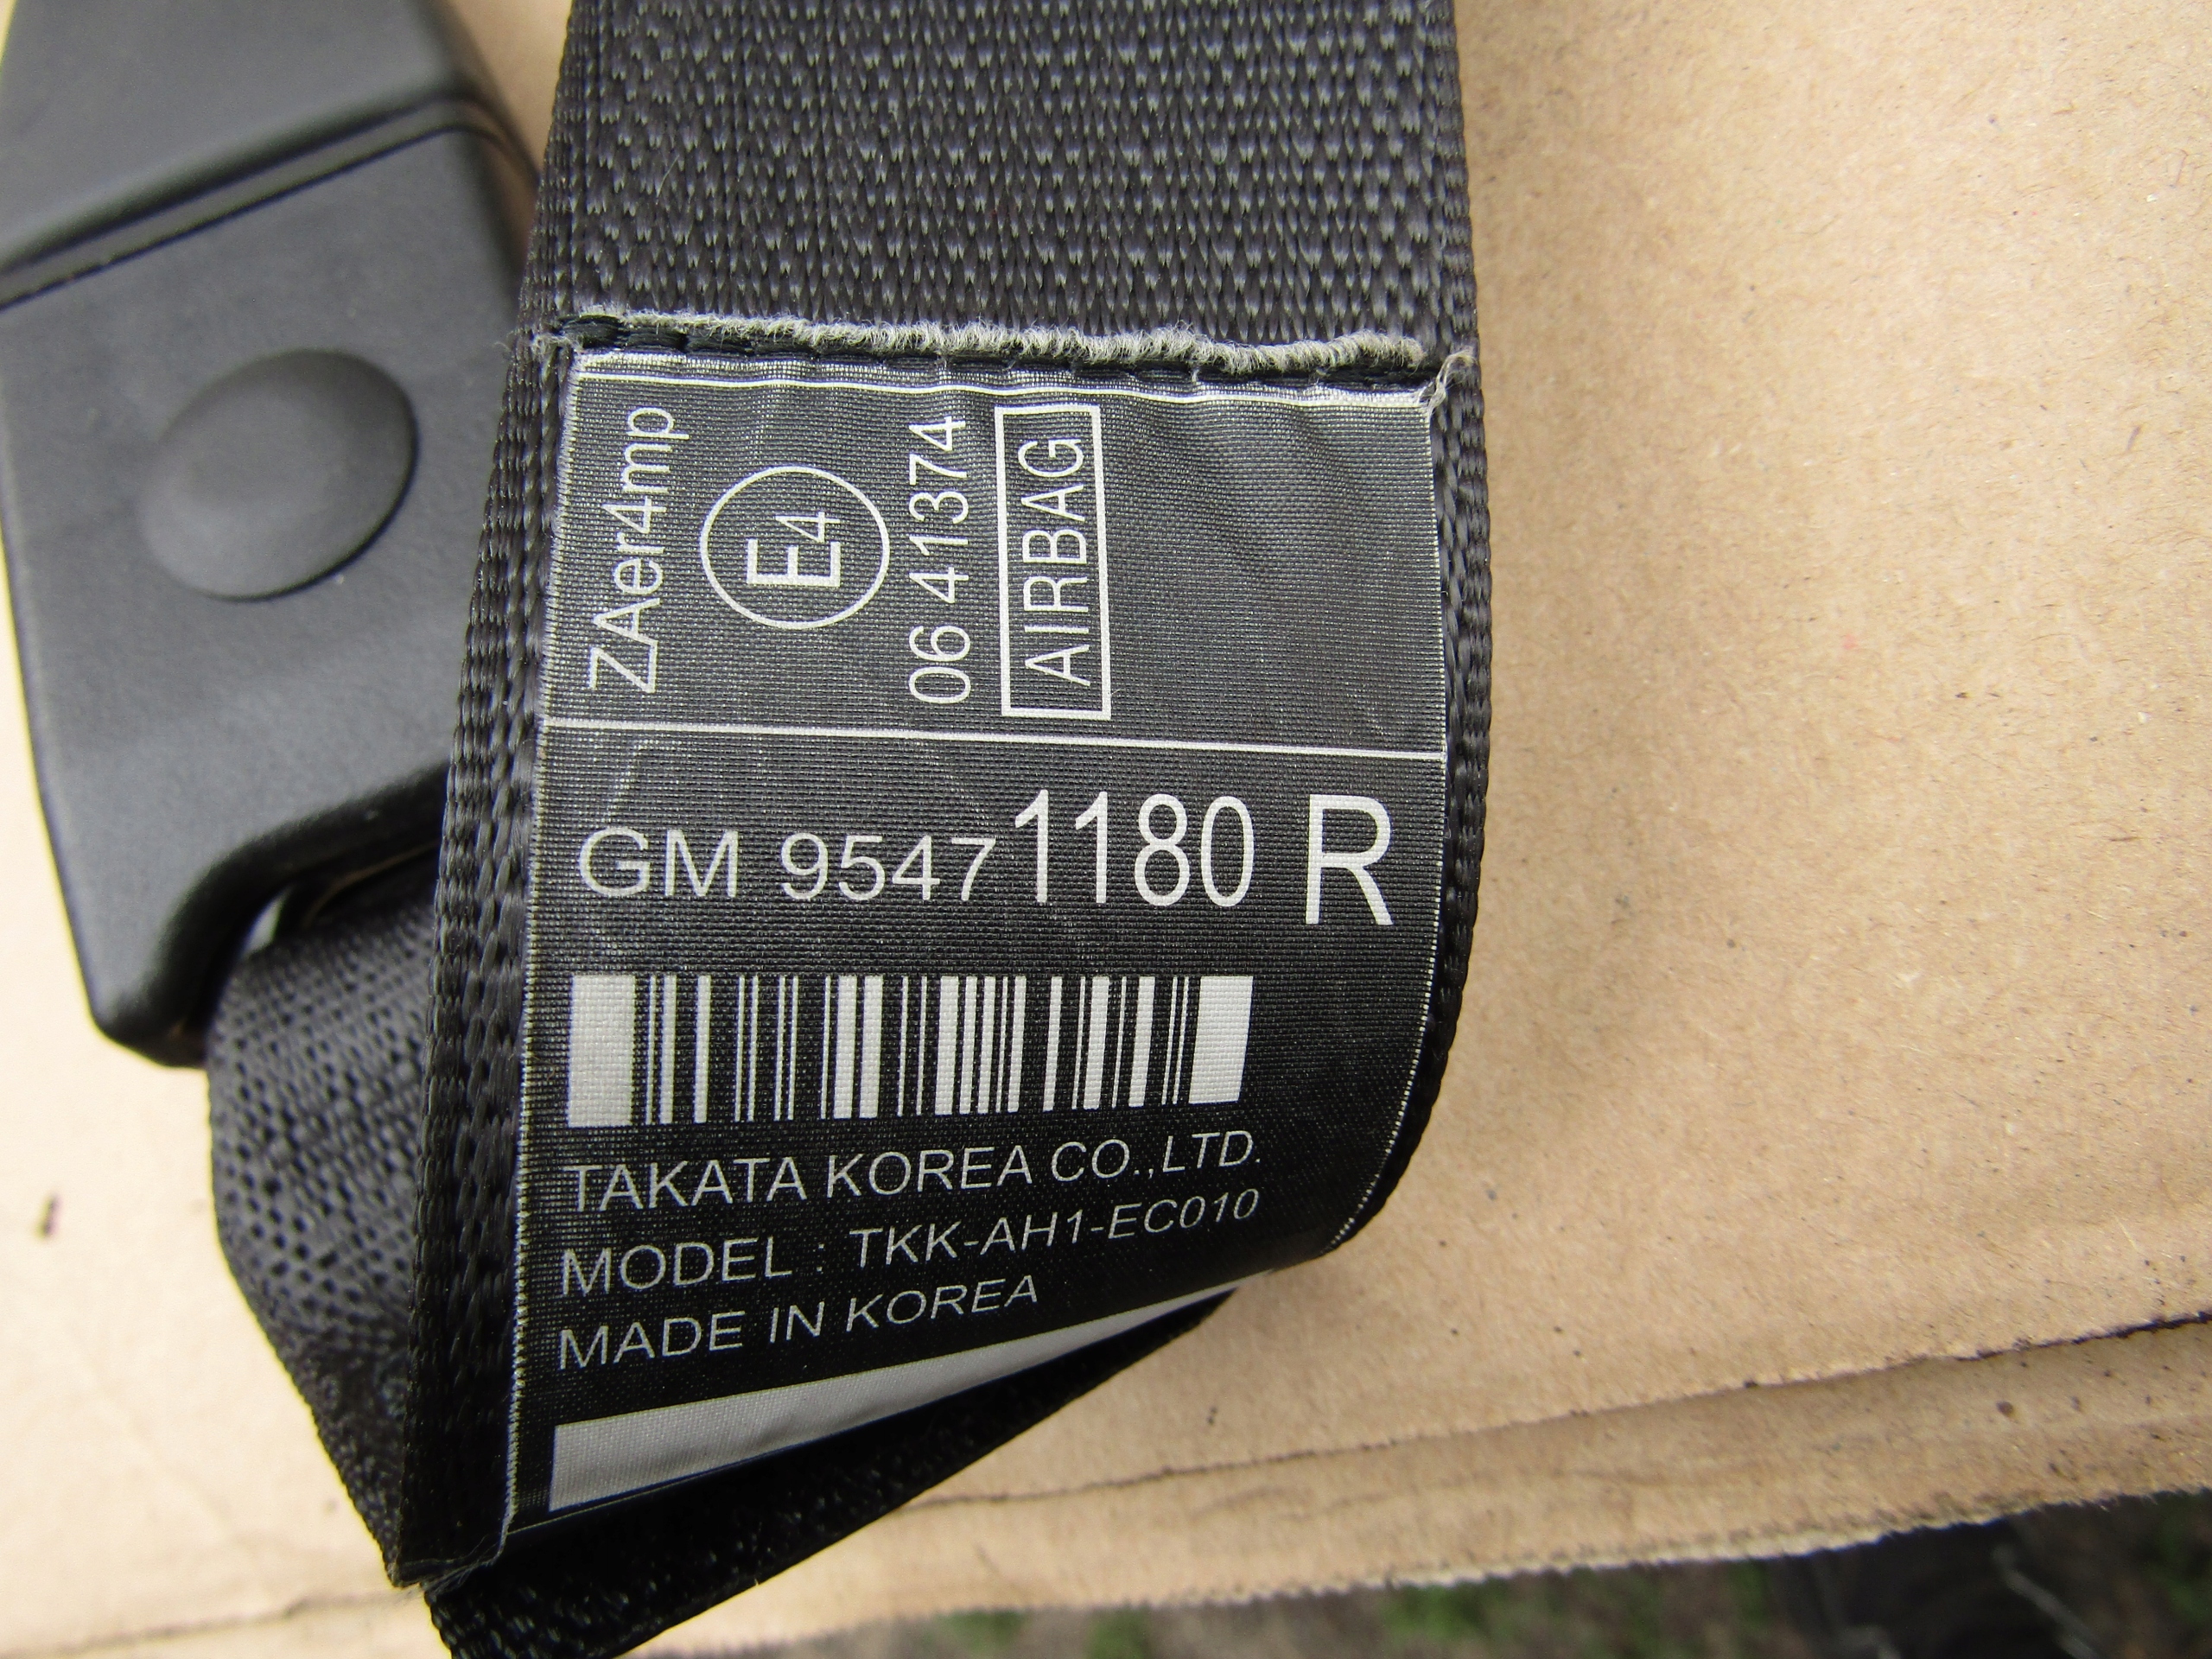 ZAer4mp
E4
06 41374
AIRBAG
GM 95471180 R
TAKATA KOREA CO.,LTD.
MODEL : TKK-AH1-EC010
MADE IN KOREA